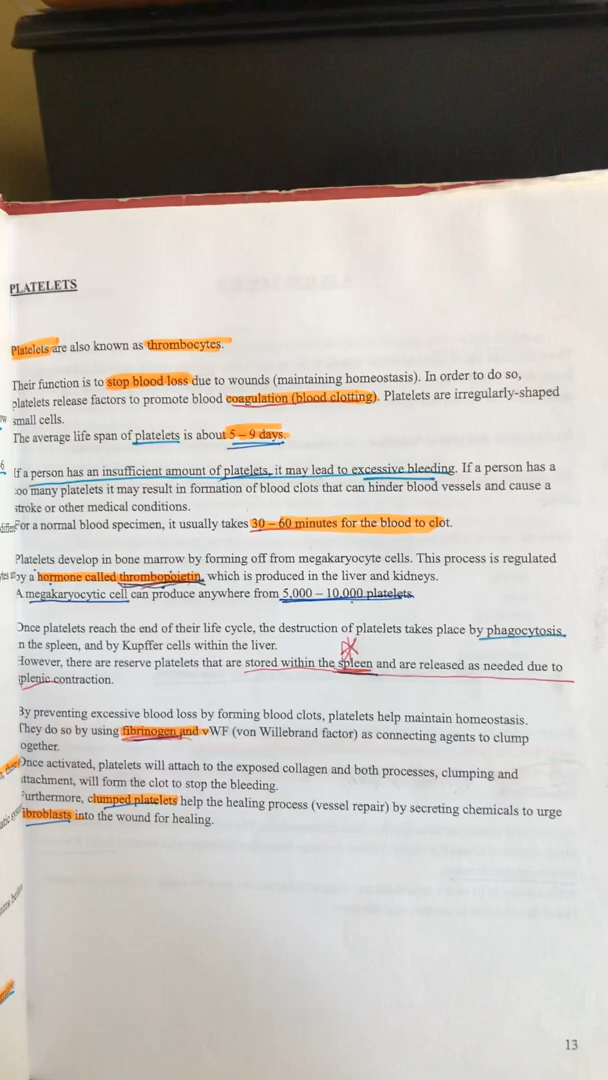 PLATELETS
Platelets are also known as thrombocytes.
Their function is to stop blood loss due to wounds (maintaining homeostasis). In order to do so,
platelets release factors to promote blood coagulation (blood clotting). Platelets are irregularly-shaped
small cells.
The average life span of platelets is about 5 – 9 days.
If a person has an insufficient amount of platelets, it may lead to excessive bleeding. If a person has a
too many platelets it may result in formation of blood clots that can hinder blood vessels and cause a
stroke or other medical conditions.
For a normal blood specimen, it usually takes 30 – 60 minutes for the blood to clot.
Platelets develop in bone marrow by forming off from megakaryocyte cells. This process is regulated
by a hormone called thrombopoietin, which is produced in the liver and kidneys.
A megakaryocytic cell can produce anywhere from 5,000 – 10,000 platelets.
Once platelets reach the end of their life cycle, the destruction of platelets takes place by phagocytosis
in the spleen, and by Kupffer cells within the liver.
However, there are reserve platelets that are stored within the spleen and are released as needed due to
splenic contraction.
By preventing excessive blood loss by forming blood clots, platelets help maintain homeostasis.
They do so by using fibrinogen and vWF (von Willebrand factor) as connecting agents to clump
together.
Once activated, platelets will attach to the exposed collagen and both processes, clumping and
attachment, will form the clot to stop the bleeding.
Furthermore, clumped platelets help the healing process (vessel repair) by secreting chemicals to urge
fibroblasts into the wound for healing.
13